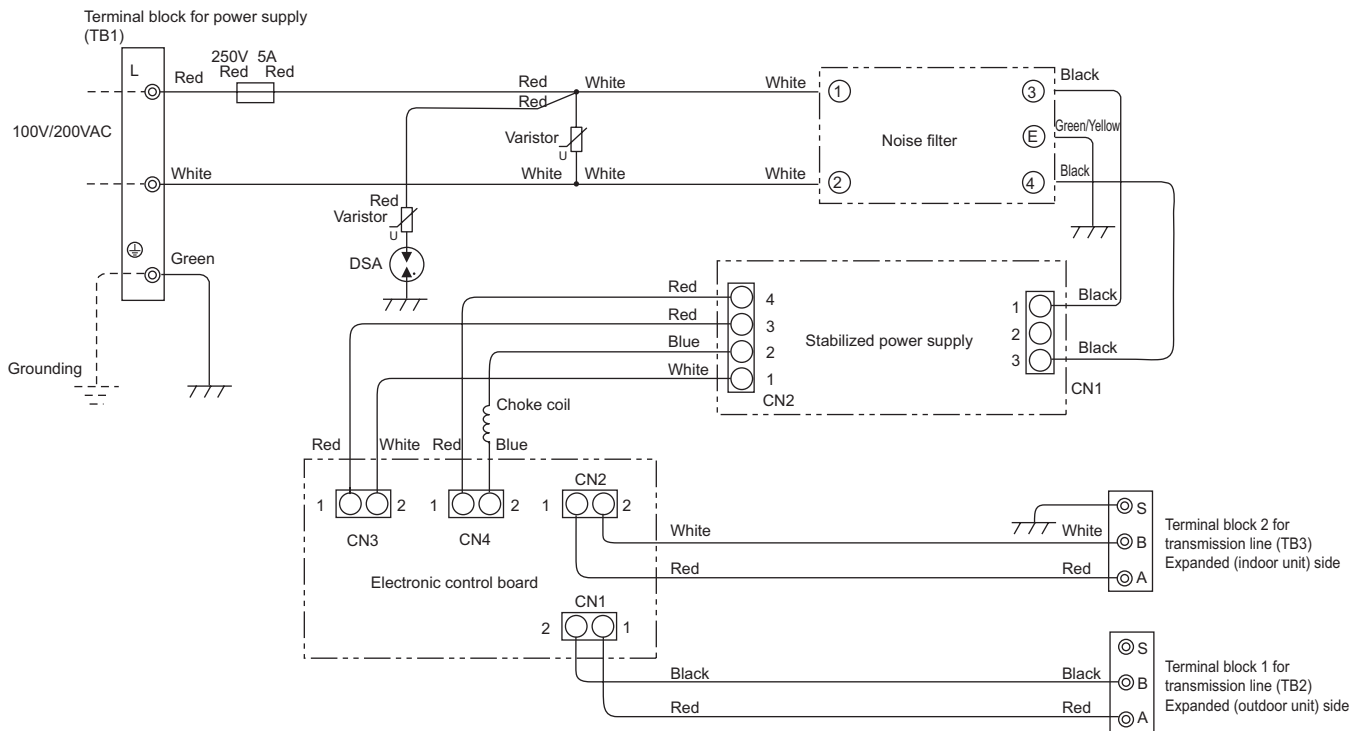 Terminal block for power supply
(TB1)
250V 5A
L
Red
Red Red
Red
White
White
Black
1
3
Red
100V/200VAC
Varistor
U
Noise filter
Green/Yellow
E
White
White
White
White
Black
2
4
Red
Varistor
U
Green
DSA
Red
4
Red
3
Blue
2
White
1
CN2
Stabilized power supply
1
Black
2
3
Black
CN1
Grounding
Choke coil
Red
White
Red
Blue
1
2
CN3
1
2
CN4
CN2
1
2
Electronic control board
White
White
Red
Red
S
B
A
Terminal block 2 for
transmission line (TB3)
Expanded (indoor unit) side
CN1
2
1
Black
Black
Red
Red
S
B
A
Terminal block 1 for
transmission line (TB2)
Expanded (outdoor unit) side